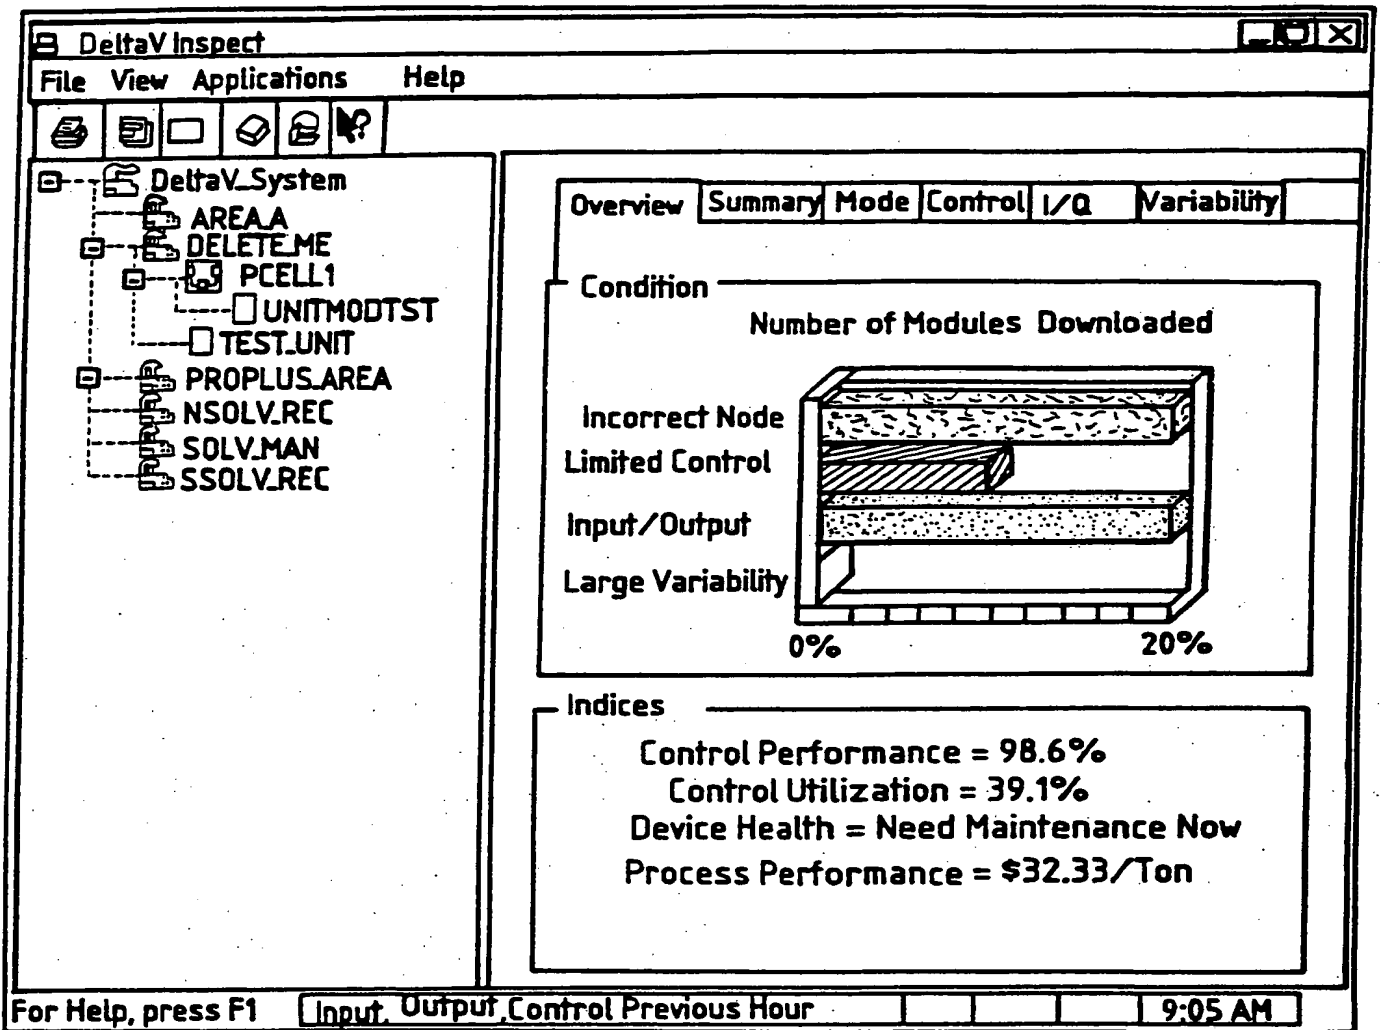 DeltaV Inspect
File View Applications Help
DeltaV_System
AREA_A
DELETE_ME
PCELL1
UNITMODTST
TEST_UNIT
PROPLUS_AREA
NSOLV_REC
SOLV_MAN
SSOLV_REC
Overview Summary Mode Control I/Q Variability
Condition
Number of Modules Downloaded
Incorrect Node
Limited Control
Input/Output
Large Variability
0% 20%
Indices
Control Performance = 98.6%
Control Utilization = 39.1%
Device Health = Need Maintenance Now
Process Performance = $32.33/Ton
For Help, press F1 Input, Output, Control Previous Hour 9:05 AM